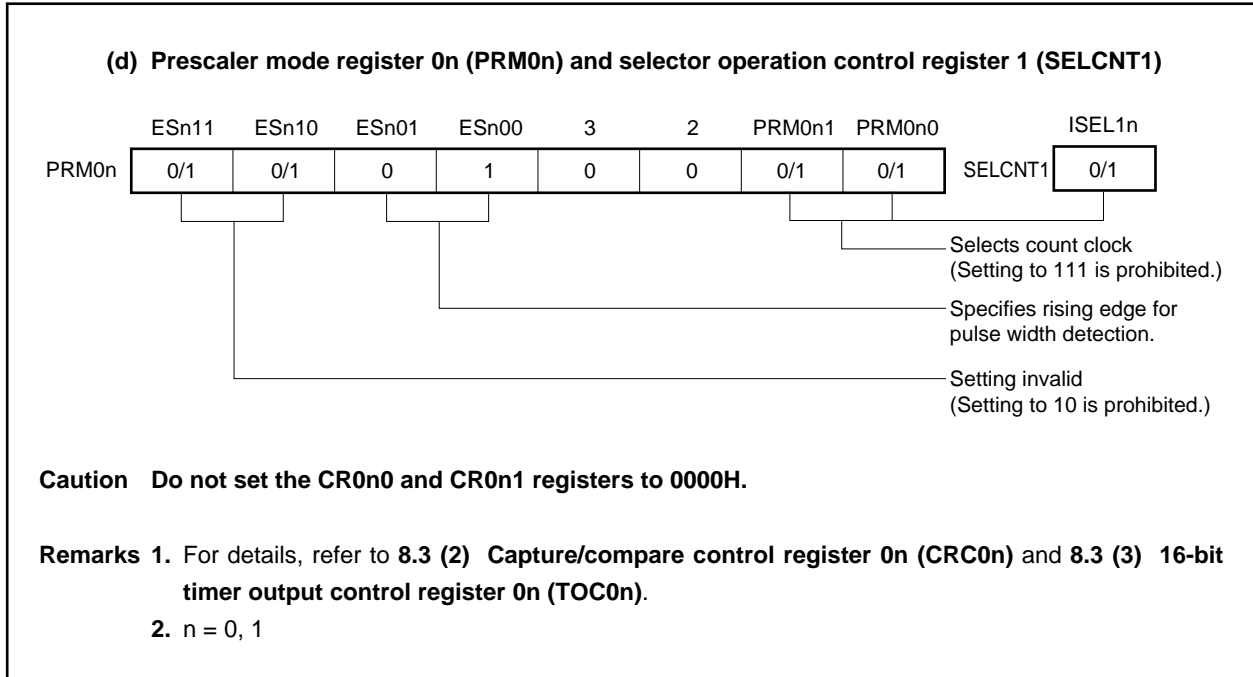 (d) Prescaler mode register 0n (PRM0n) and selector operation control register 1 (SELCNT1)
ESn11 ESn10 ESn01 ESn00 3 2 PRM0n1 PRM0n0 ISEL1n
PRM0n 0/1 0/1 0 1 0 0 0/1 0/1 SELCNT1 0/1
Selects count clock
(Setting to 111 is prohibited.)
Specifies rising edge for
pulse width detection.
Setting invalid
(Setting to 10 is prohibited.)
Caution Do not set the CR0n0 and CR0n1 registers to 0000H.
Remarks 1. For details, refer to 8.3 (2) Capture/compare control register 0n (CRC0n) and 8.3 (3) 16-bit
timer output control register 0n (TOC0n).
2. n = 0, 1